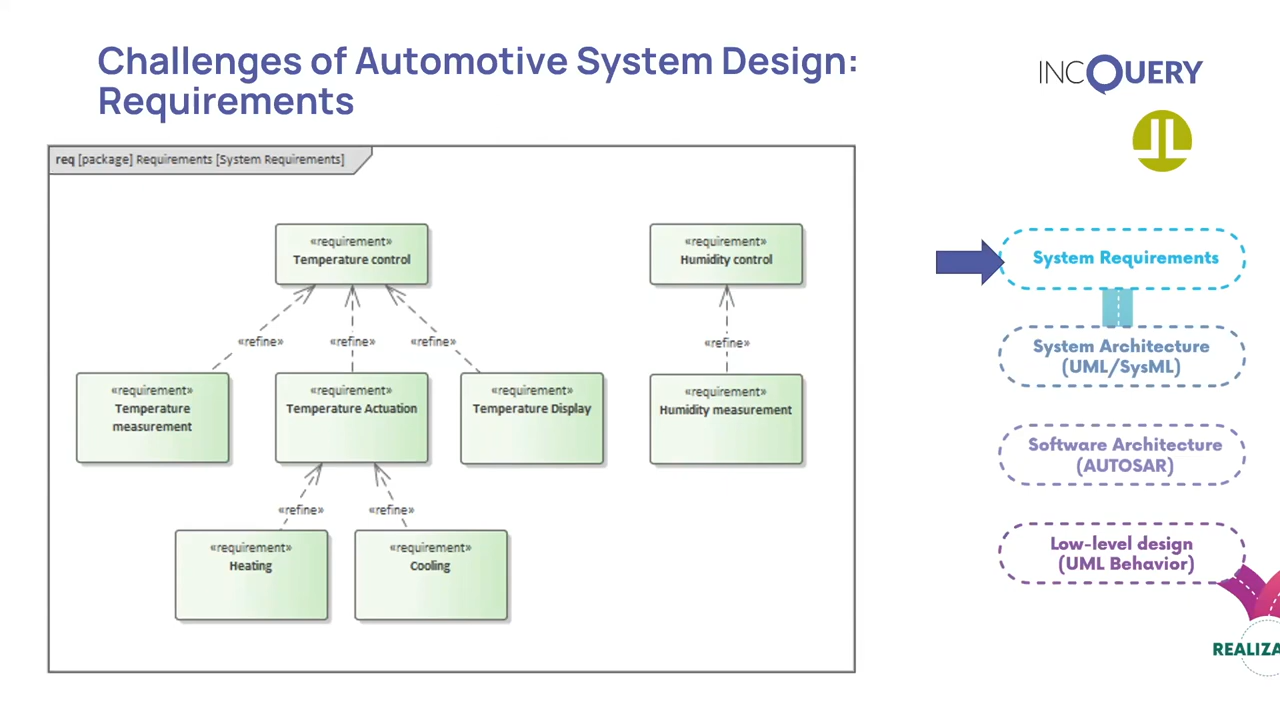 Challenges of Automotive System Design:
Requirements
INCQUERY
req [package] Requirements [System Requirements]
«requirement»
Temperature control
«requirement»
Humidity control
«refine»
«refine»
«refine»
«refine»
«requirement»
Temperature
measurement
«requirement»
Temperature Actuation
«requirement»
Temperature Display
«requirement»
Humidity measurement
«refine»
«refine»
«requirement»
Heating
«requirement»
Cooling
System Requirements
System Architecture
(UML/SysML)
Software Architecture
(AUTOSAR)
Low-level design
(UML Behavior)
REALIZA